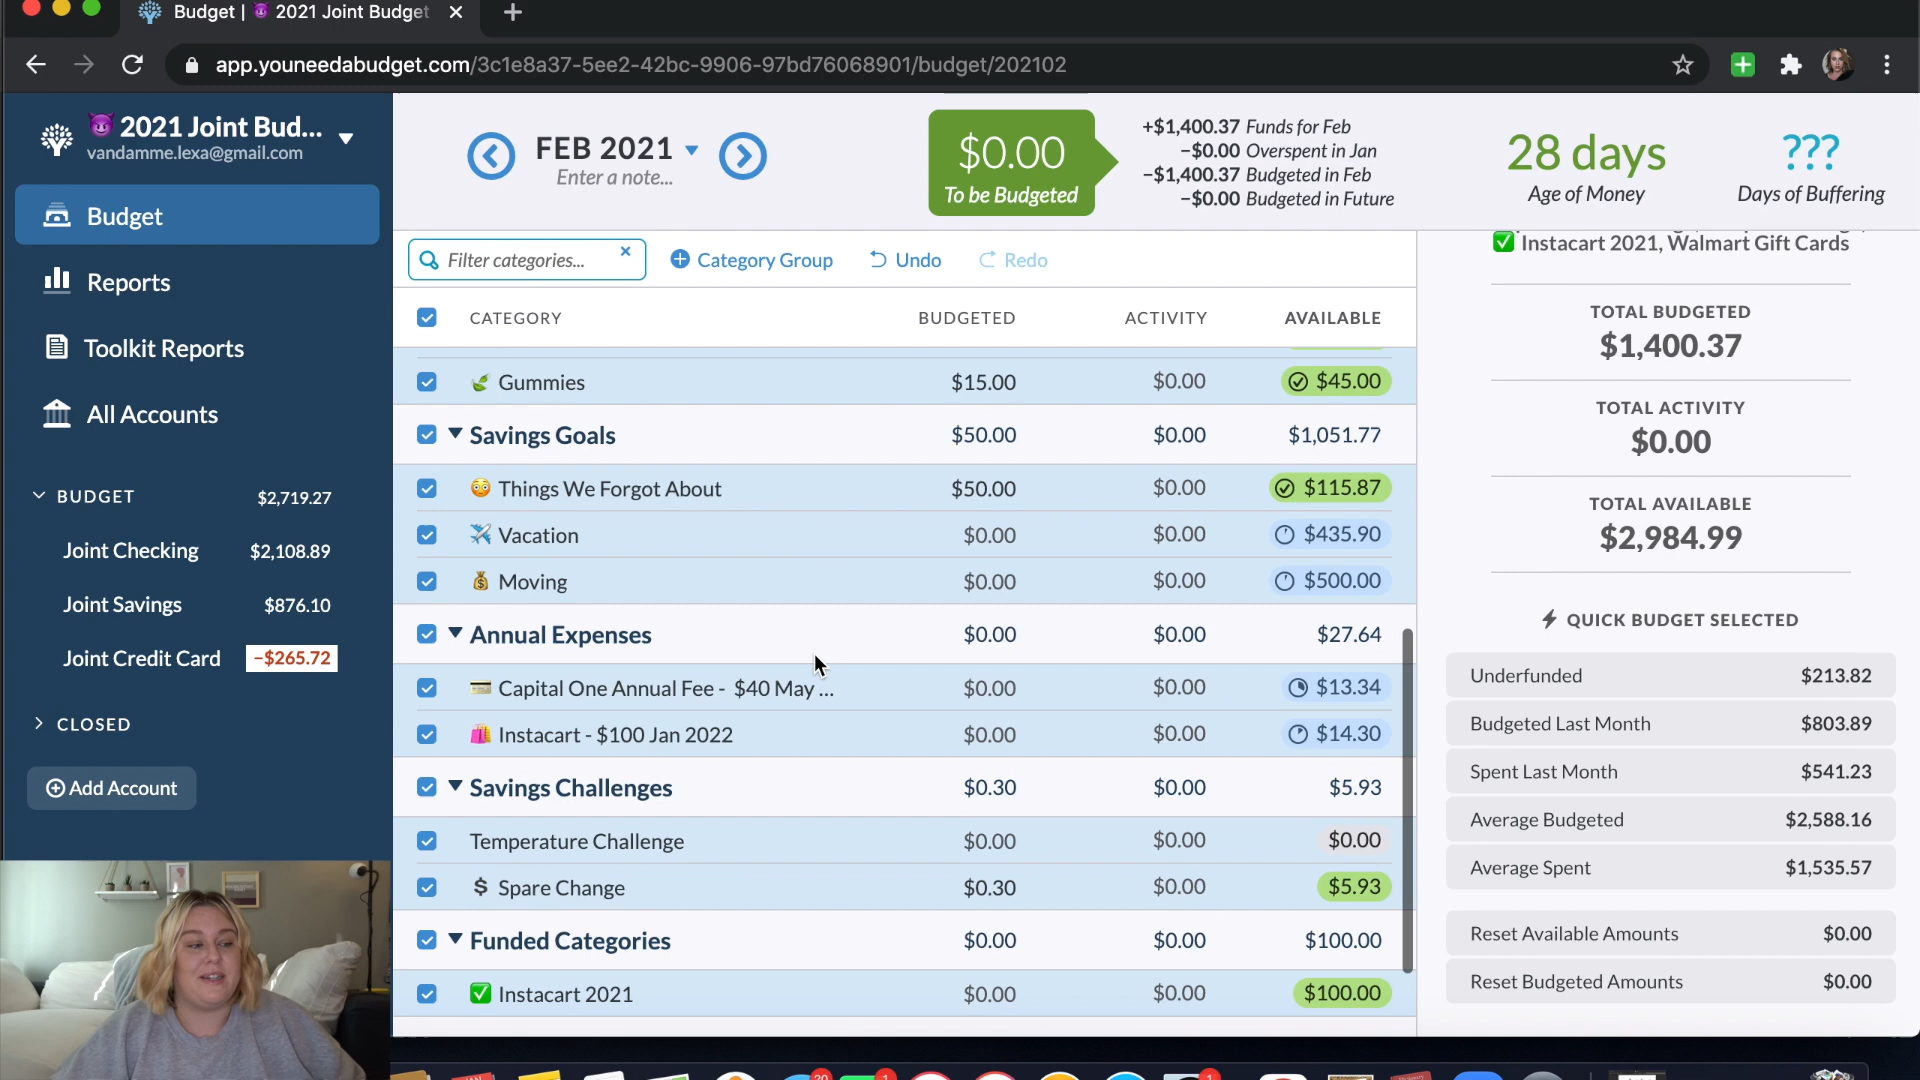 Budget | 😈 2021 Joint Budget
app.youneedabudget.com/3c1e8a37-5ee2-42bc-9906-97bd76068901/budget/202102
😈 2021 Joint Bud...
vandamme.lexa@gmail.com
Budget
Reports
Toolkit Reports
All Accounts
BUDGET $2,719.27
Joint Checking $2,108.89
Joint Savings $876.10
Joint Credit Card −$265.72
CLOSED
Add Account
FEB 2021
Enter a note...
$0.00
To be Budgeted
+$1,400.37 Funds for Feb
−$0.00 Overspent in Jan
−$1,400.37 Budgeted in Feb
−$0.00 Budgeted in Future
28 days
Age of Money
???
Days of Buffering
Filter categories...
Category Group
Undo
Redo
CATEGORY BUDGETED ACTIVITY AVAILABLE
Gummies $15.00 $0.00 $45.00
Savings Goals $50.00 $0.00 $1,051.77
😳 Things We Forgot About $50.00 $0.00 $115.87
✈️ Vacation $0.00 $0.00 $435.90
💰 Moving $0.00 $0.00 $500.00
Annual Expenses $0.00 $0.00 $27.64
💳 Capital One Annual Fee - $40 May ... $0.00 $0.00 $13.34
🛍️ Instacart - $100 Jan 2022 $0.00 $0.00 $14.30
Savings Challenges $0.30 $0.00 $5.93
Temperature Challenge $0.00 $0.00 $0.00
$ Spare Change $0.30 $0.00 $5.93
Funded Categories $0.00 $0.00 $100.00
✅ Instacart 2021 $0.00 $0.00 $100.00
✅ Instacart 2021, Walmart Gift Cards
TOTAL BUDGETED
$1,400.37
TOTAL ACTIVITY
$0.00
TOTAL AVAILABLE
$2,984.99
QUICK BUDGET SELECTED
Underfunded $213.82
Budgeted Last Month $803.89
Spent Last Month $541.23
Average Budgeted $2,588.16
Average Spent $1,535.57
Reset Available Amounts $0.00
Reset Budgeted Amounts $0.00
20
1
1